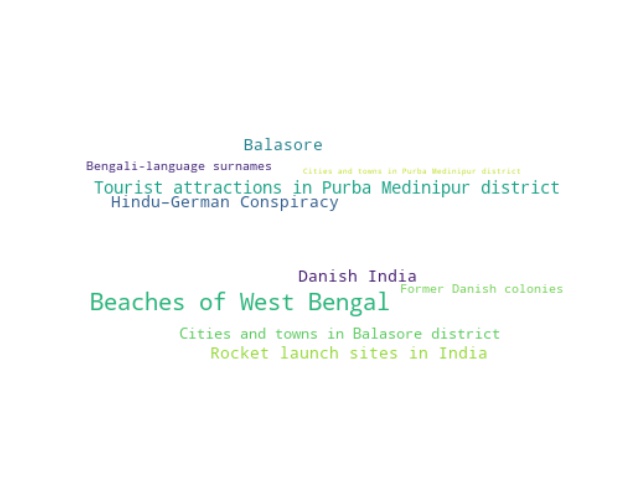 Balasore
Bengali-language surnames
Cities and towns in Purba Medinipur district
Tourist attractions in Purba Medinipur district
Hindu–German Conspiracy
Danish India
Former Danish colonies
Beaches of West Bengal
Cities and towns in Balasore district
Rocket launch sites in India